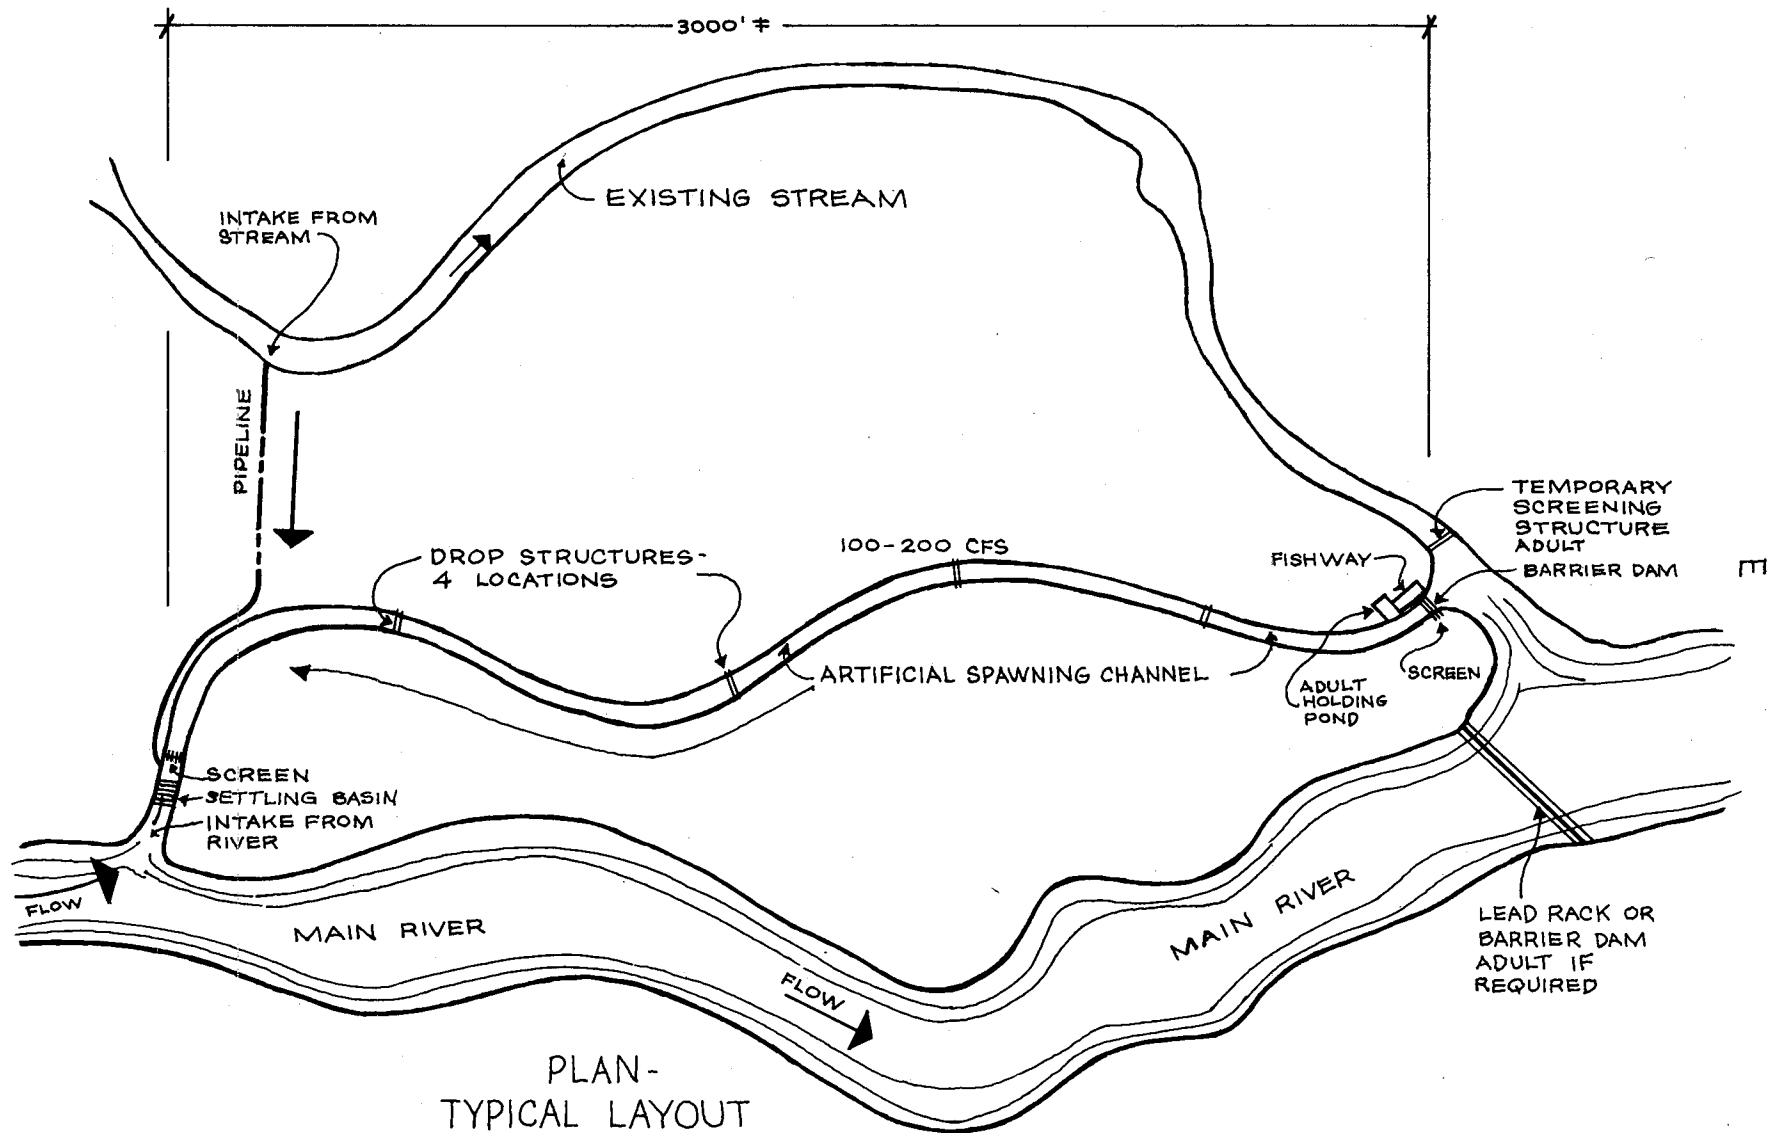 3000' ±
EXISTING STREAM
INTAKE FROM
STREAM
PIPELINE
DROP STRUCTURES-
4 LOCATIONS
100-200 CFS
TEMPORARY
SCREENING
STRUCTURE
ADULT
FISHWAY
BARRIER DAM
E
ARTIFICIAL SPAWNING CHANNEL
SCREEN
ADULT
HOLDING
POND
SCREEN
SETTLING BASIN
INTAKE FROM
RIVER
FLOW
MAIN RIVER
MAIN RIVER
FLOW
LEAD RACK OR
BARRIER DAM
ADULT IF
REQUIRED
PLAN-
TYPICAL LAYOUT